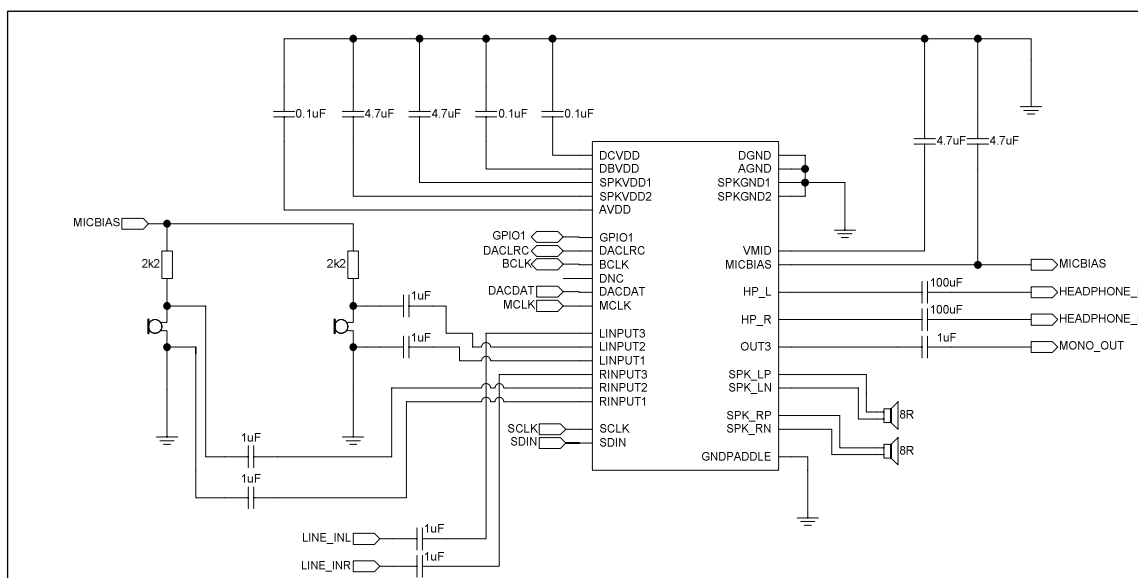 0.1uF 4.7uF 4.7uF 0.1uF 0.1uF
4.7uF 4.7uF
DCVDD DGND
DBVDD AGND
SPKVDD1 SPKGND1
SPKVDD2 SPKGND2
AVDD
MICBIAS
GPIO1 GPIO1
DACLRC DACLRC VMID
BCLK BCLK MICBIAS MICBIAS
2k2 2k2
DNC
DACDAT DACDAT HP_L 100uF HEADPHONE_
MCLK MCLK
1uF
HP_R 100uF HEADPHONE_
LINPUT3
1uF LINPUT2 OUT3 1uF MONO_OUT
LINPUT1
RINPUT3 SPK_LP
RINPUT2 SPK_LN
RINPUT1
8R
SPK_RP
SCLK SCLK SPK_RN
SDIN SDIN
8R
1uF
GNDPADDLE
1uF
LINE_INL 1uF
LINE_INR 1uF